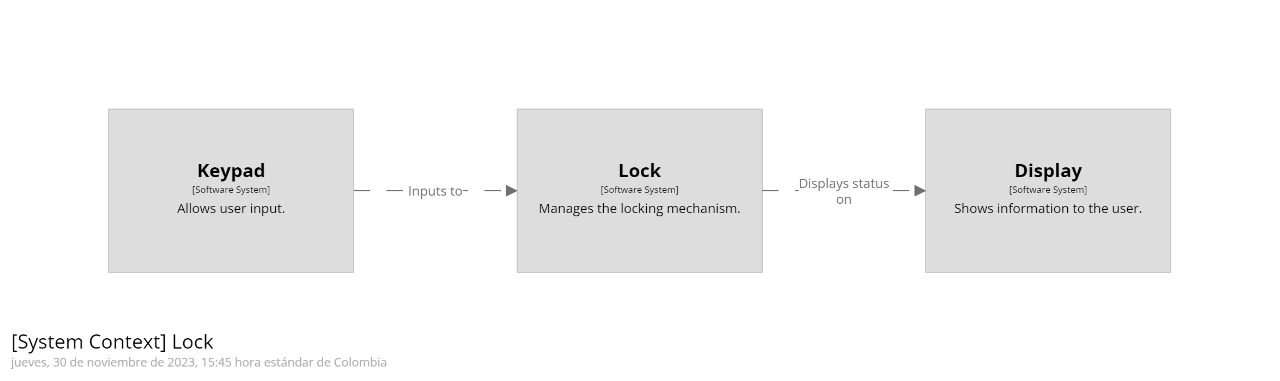 Keypad
[Software System]
Allows user input.
Inputs to
Lock
[Software System]
Manages the locking mechanism.
Displays status
on
Display
[Software System]
Shows information to the user.
[System Context] Lock
jueves, 30 de noviembre de 2023, 15:45 hora estándar de Colombia